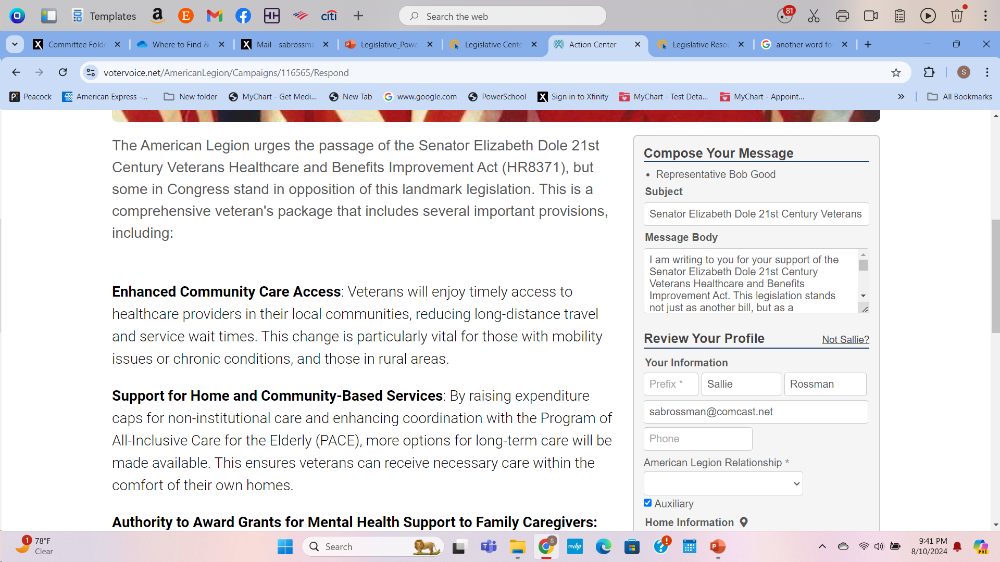 Templates
a
E
citi
Search the web
81
Committee Folde
Where to Find &
Mail - sabrossma
Legislative_Powe
Legislative Cente
Action Center
Legislative Resou
another word fo
votervoice.net/AmericanLegion/Campaigns/116565/Respond
S
Peacock
American Express -...
New folder
MyChart - Get Medi...
New Tab
www.google.com
PowerSchool
Sign in to Xfinity
MyChart - Test Deta...
MyChart - Appoint...
All Bookmarks
The American Legion urges the passage of the Senator Elizabeth Dole 21st
Century Veterans Healthcare and Benefits Improvement Act (HR8371), but
some in Congress stand in opposition of this landmark legislation. This is a
comprehensive veteran's package that includes several important provisions,
including:
Enhanced Community Care Access: Veterans will enjoy timely access to
healthcare providers in their local communities, reducing long-distance travel
and service wait times. This change is particularly vital for those with mobility
issues or chronic conditions, and those in rural areas.
Support for Home and Community-Based Services: By raising expenditure
caps for non-institutional care and enhancing coordination with the Program of
All-Inclusive Care for the Elderly (PACE), more options for long-term care will be
made available. This ensures veterans can receive necessary care within the
comfort of their own homes.
Authority to Award Grants for Mental Health Support to Family Caregivers:
Compose Your Message
• Representative Bob Good
Subject
Senator Elizabeth Dole 21st Century Veterans
Message Body
I am writing to you for your support of the
Senator Elizabeth Dole 21st Century
Veterans Healthcare and Benefits
Improvement Act. This legislation stands
not just as another bill, but as a
Review Your Profile
Not Sallie?
Your Information
Prefix *
Sallie
Rossman
sabrossman@comcast.net
Phone
American Legion Relationship *
Auxiliary
Home Information
1
78°F
Clear
Search
S
myhp
9:41 PM
8/10/2024
PRE